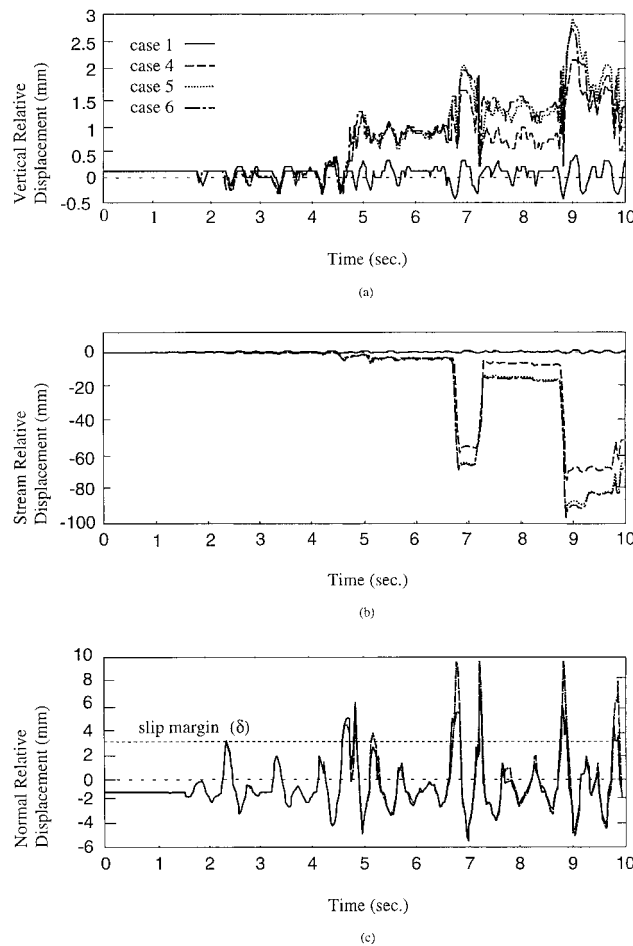 Vertical Relative
Displacement (mm)
3
2.5
2
1.5
1
0.5
0
-0.5
case 1
case 4
case 5
case 6
0 1 2 3 4 5 6 7 8 9 10
Time (sec.)
(a)
Stream Relative
Displacement (mm)
0
-20
-40
-60
-80
-100
0 1 2 3 4 5 6 7 8 9 10
Time (sec.)
(b)
Normal Relative
Displacement (mm)
10
8
6
4
2
0
-2
-4
-6
slip margin (δ)
0 1 2 3 4 5 6 7 8 9 10
Time (sec.)
(c)